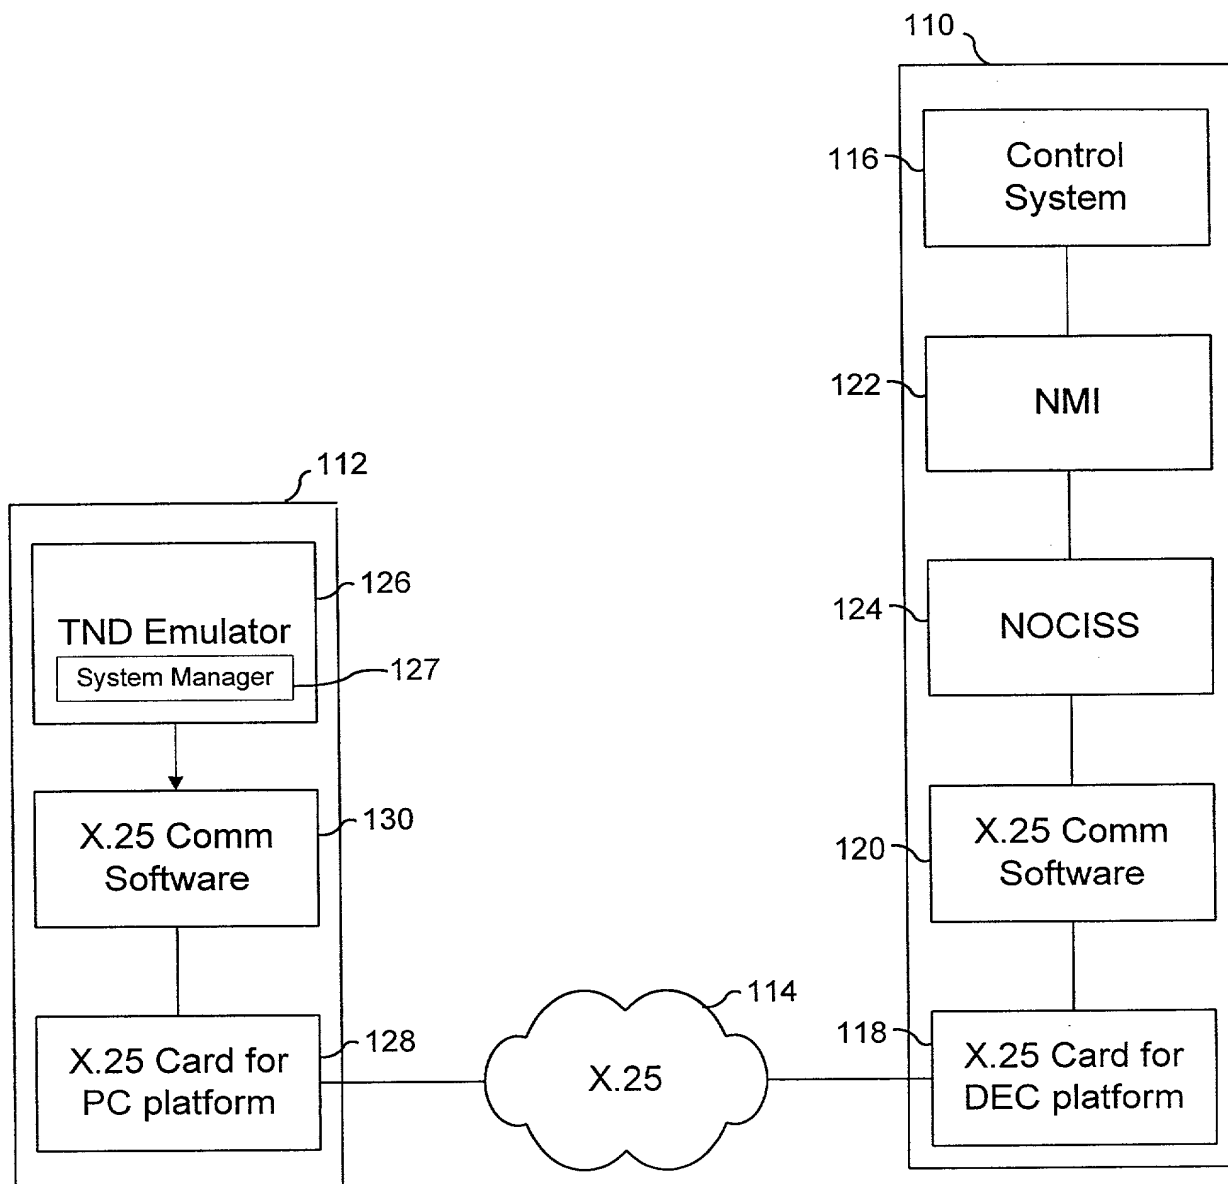 110
116
Control
System
122
NMI
112
126
TND Emulator
System Manager
127
124
NOCISS
X.25 Comm
Software
130
120
X.25 Comm
Software
114
X.25 Card for
PC platform
128
X.25
118
X.25 Card for
DEC platform